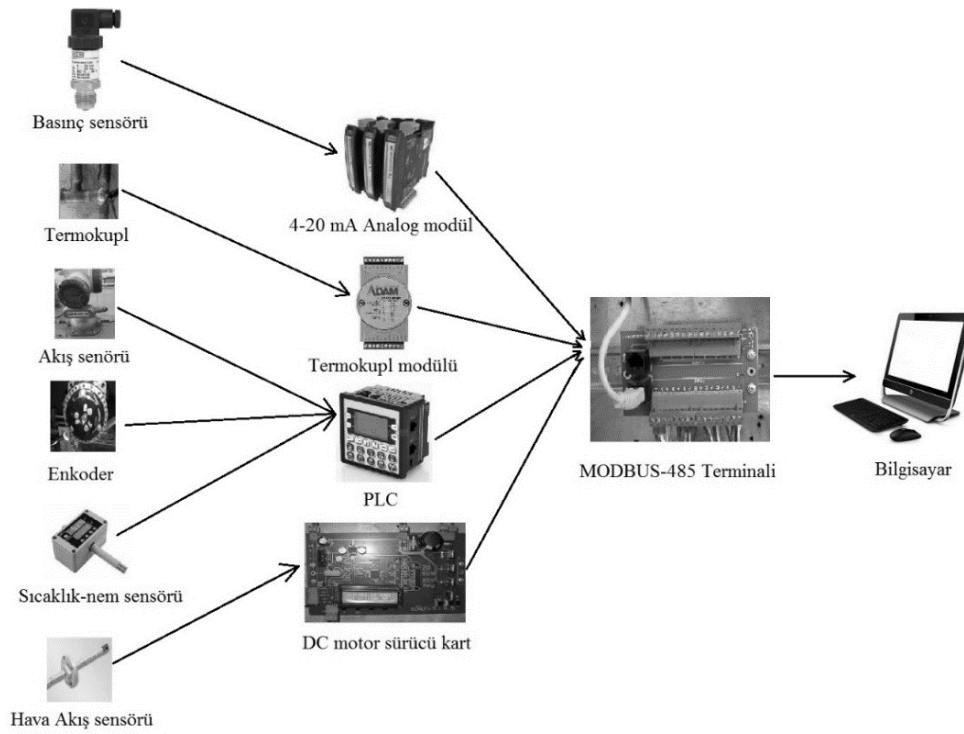 Basınç sensörü
Termokupl
Akış senörü
Enkoder
Sıcaklık-nem sensörü
Hava Akış sensörü
4-20 mA Analog modül
ADAM
Termokupl modülü
PLC
DC motor sürücü kart
MODBUS-485 Terminali
Bilgisayar